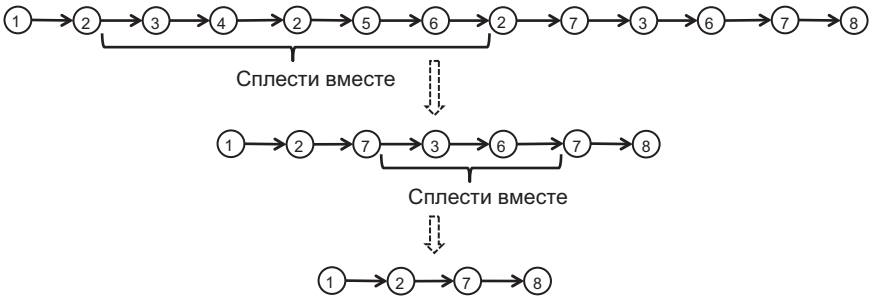 1 2 3 4 2 5 6 2 7 3 6 7 8
Сплести вместе
1 2 7 3 6 7 8
Сплести вместе
1 2 7 8